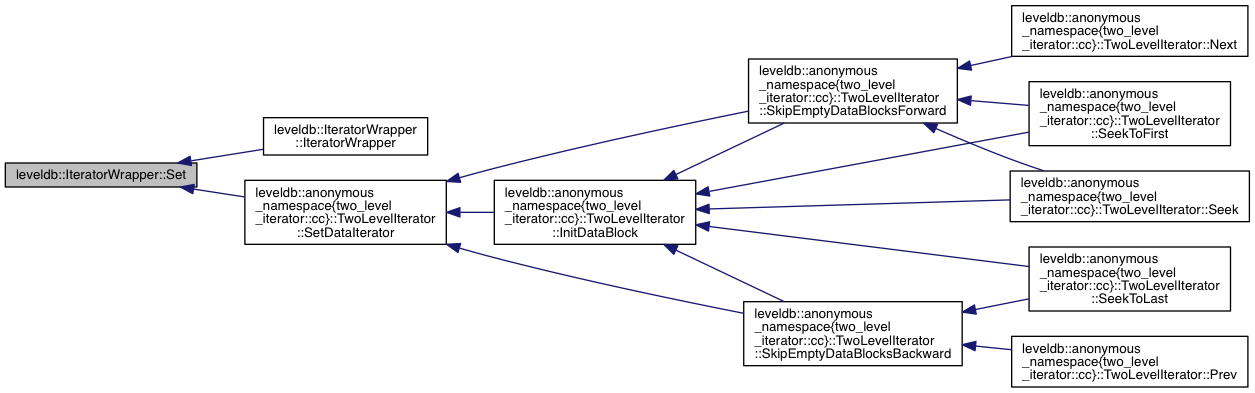 leveldb::IteratorWrapper::Set
leveldb::IteratorWrapper
::IteratorWrapper
leveldb::anonymous
_namespace{two_level
_iterator::cc}::TwoLevelIterator
::SetDataIterator
leveldb::anonymous
_namespace{two_level
_iterator::cc}::TwoLevelIterator
::InitDataBlock
leveldb::anonymous
_namespace{two_level
_iterator::cc}::TwoLevelIterator
::SkipEmptyDataBlocksForward
leveldb::anonymous
_namespace{two_level
_iterator::cc}::TwoLevelIterator
::SkipEmptyDataBlocksBackward
leveldb::anonymous
_namespace{two_level
_iterator::cc}::TwoLevelIterator::Next
leveldb::anonymous
_namespace{two_level
_iterator::cc}::TwoLevelIterator
::SeekToFirst
leveldb::anonymous
_namespace{two_level
_iterator::cc}::TwoLevelIterator::Seek
leveldb::anonymous
_namespace{two_level
_iterator::cc}::TwoLevelIterator
::SeekToLast
leveldb::anonymous
_namespace{two_level
_iterator::cc}::TwoLevelIterator::Prev